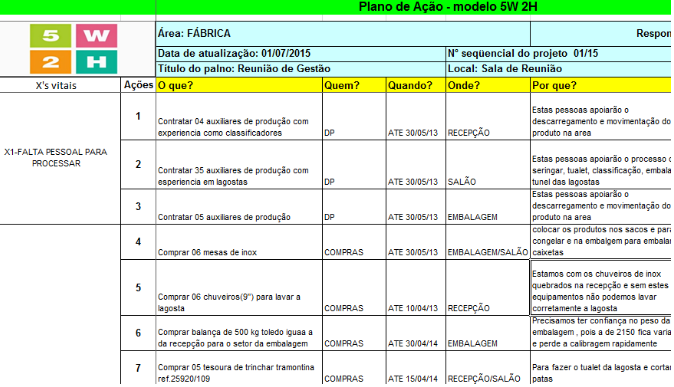 Plano de Ação - modelo 5W 2H
5 W
2 H
Área: FÁBRICA
Data de atualização: 01/07/2015
N° seqüencial do projeto 01/15
Título do palno: Reunião de Gestão
Local: Sala de Reunião
X's vitais Ações O que? Quem? Quando? Onde? Por que?
X1-FALTA PESSOAL PARA
PROCESSAR
1
Contratar 04 auxiliares de produção com
experiencia como classificadores
DP
ATE 30/05/13
RECEPÇÃO
Estas pessoas apoiarão o
descarregamento e movimentação do
produto na area
2
Contratar 35 auxiliares de produção com
esperiencia em lagostas
DP
ATE 30/05/13
SALÃO
Estas pessoas apoiarão o processo
seringar, tualet, classificação,
tunel das lagostas
3
Contratar 05 auxiliares de produção
DP
ATE 30/05/13
EMBALAGEM
Estas pessoas apoiarão o
descarregamento e movimentação do
produto na area
4
Comprar 06 mesas de inox
COMPRAS
ATE 30/05/13
EMBALAGEM/SALÃO
colocar os produtos nos sacos e
congelar e na embalgem para
caixetas
5
Comprar 06 chuveiros(9") para lavar a
lagosta
COMPRAS
ATE 10/04/13
RECEPÇÃO
Estamos com os chuveiros de inox
quebrados na recepção e sem estes
equipamentos não podemos lavar
corretamente a lagosta
6
Comprar balança de 500 kg toledo iguaa a
da recepção para o setor da embalagem
COMPRAS
ATE 30/04/14
EMBALAGEM
Precisamos ter confiança no peso da
embalagem , pois a de 2150 fica
e perde a calibragem rapidamente
7
Comprar 05 tesoura de trinchar tramontina
ref.25920/109
COMPRAS
ATE 15/04/14
RECEPÇÃO/SALÃO
Para fazer o tualet da lagosta e
patas